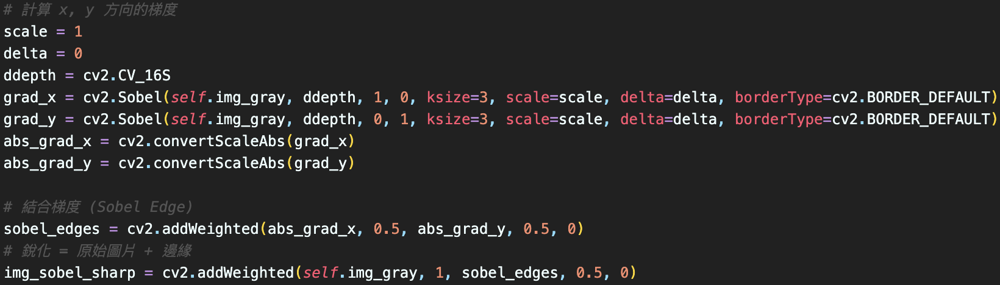 # 計算 x, y 方向的梯度
scale = 1
delta = 0
ddepth = cv2.CV_16S
grad_x = cv2.Sobel(self.img_gray, ddepth, 1, 0, ksize=3, scale=scale, delta=delta, borderType=cv2.BORDER_DEFAULT)
grad_y = cv2.Sobel(self.img_gray, ddepth, 0, 1, ksize=3, scale=scale, delta=delta, borderType=cv2.BORDER_DEFAULT)
abs_grad_x = cv2.convertScaleAbs(grad_x)
abs_grad_y = cv2.convertScaleAbs(grad_y)
# 結合梯度 (Sobel Edge)
sobel_edges = cv2.addWeighted(abs_grad_x, 0.5, abs_grad_y, 0.5, 0)
# 銳化 = 原始圖片 + 邊緣
img_sobel_sharp = cv2.addWeighted(self.img_gray, 1, sobel_edges, 0.5, 0)